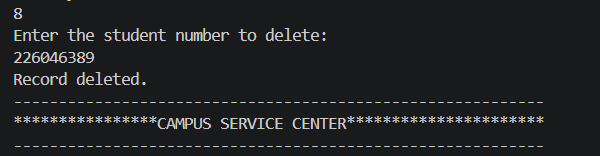 8
Enter the student number to delete:
226046389
Record deleted.
-----------------------------------------------------------
****************CAMPUS SERVICE CENTER**********************
-----------------------------------------------------------